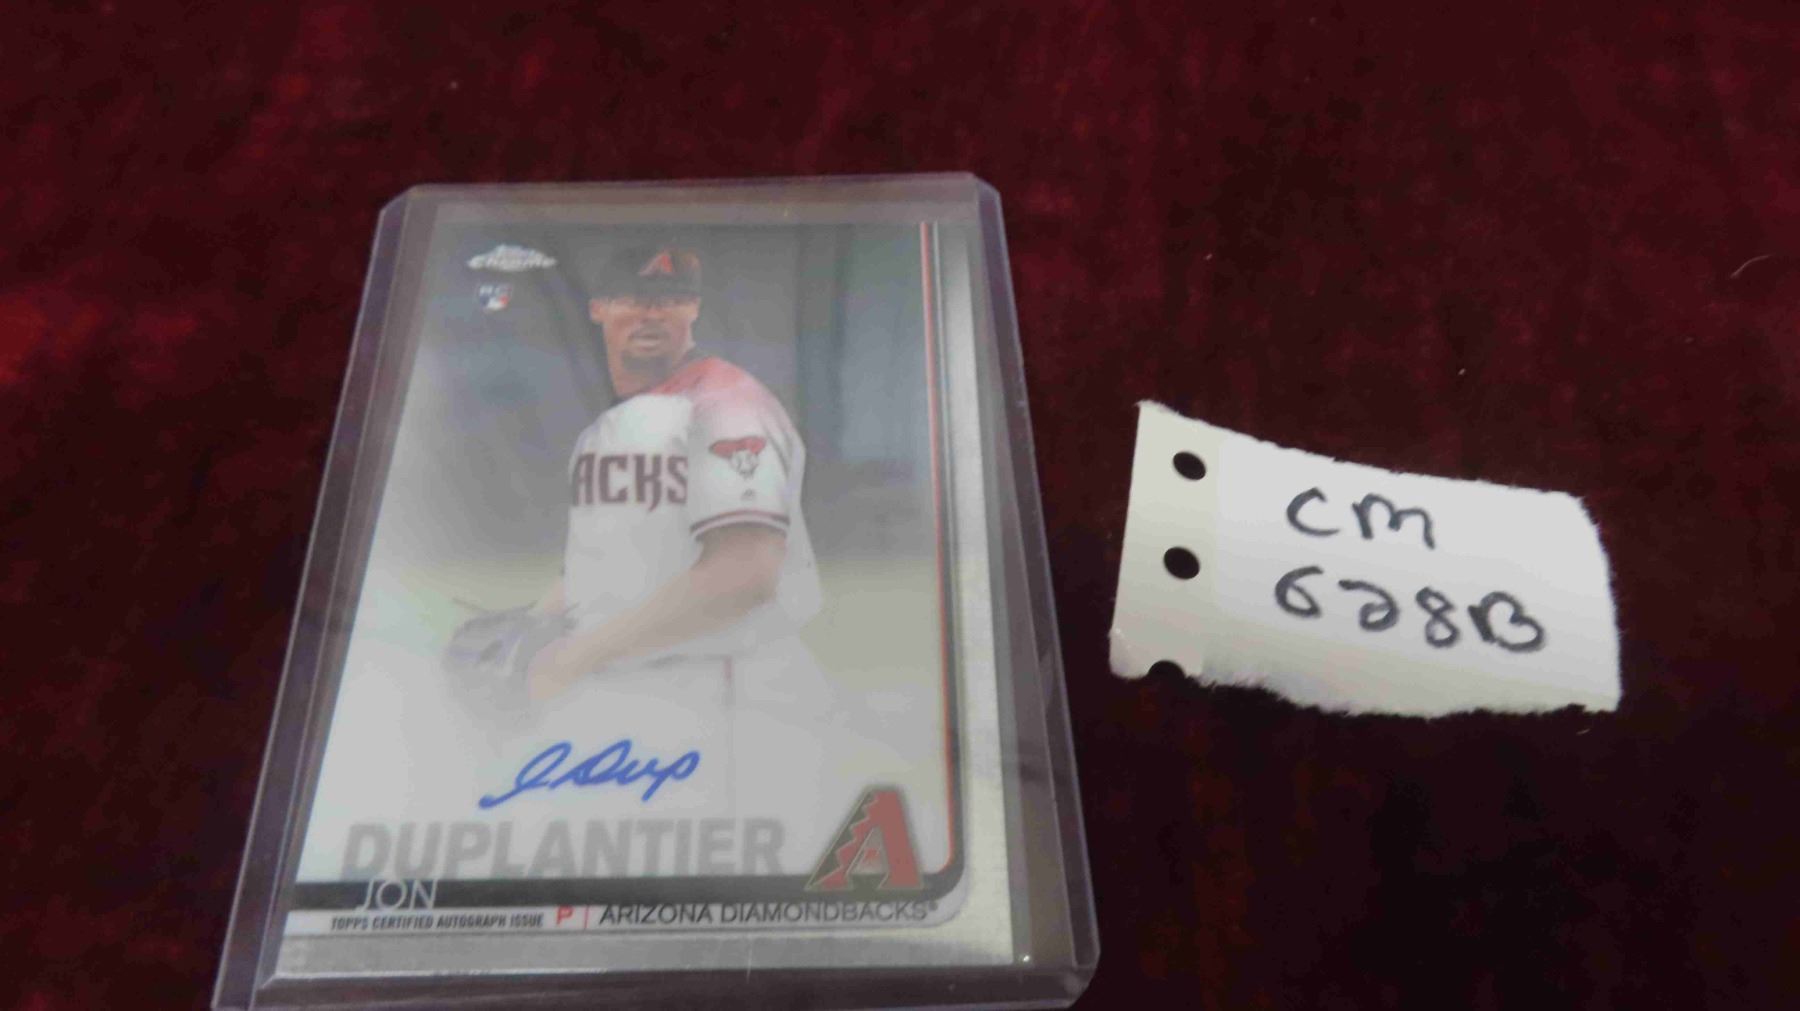 Chrome
RC
A
ACKS
DUPLANTIER
JON
TOPPS CERTIFIED AUTOGRAPH ISSUE P | ARIZONA DIAMONDBACKS®
CM
628B